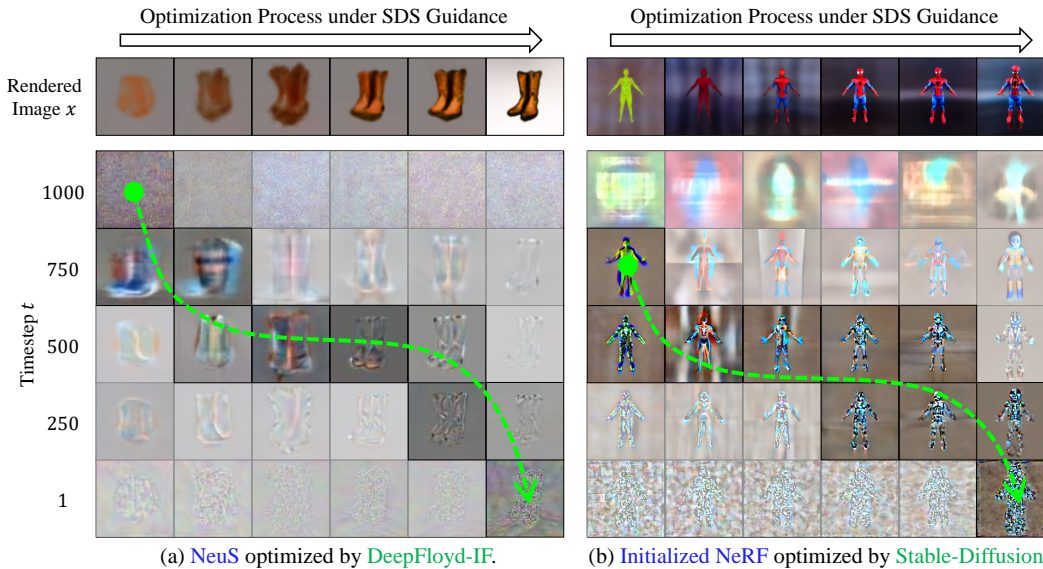 Optimization Process under SDS Guidance
Optimization Process under SDS Guidance
Rendered
Image x
Timestep t
1000
750
500
250
1
(a) NeuS optimized by DeepFloyd-IF.
(b) Initialized NeRF optimized by Stable-Diffusion